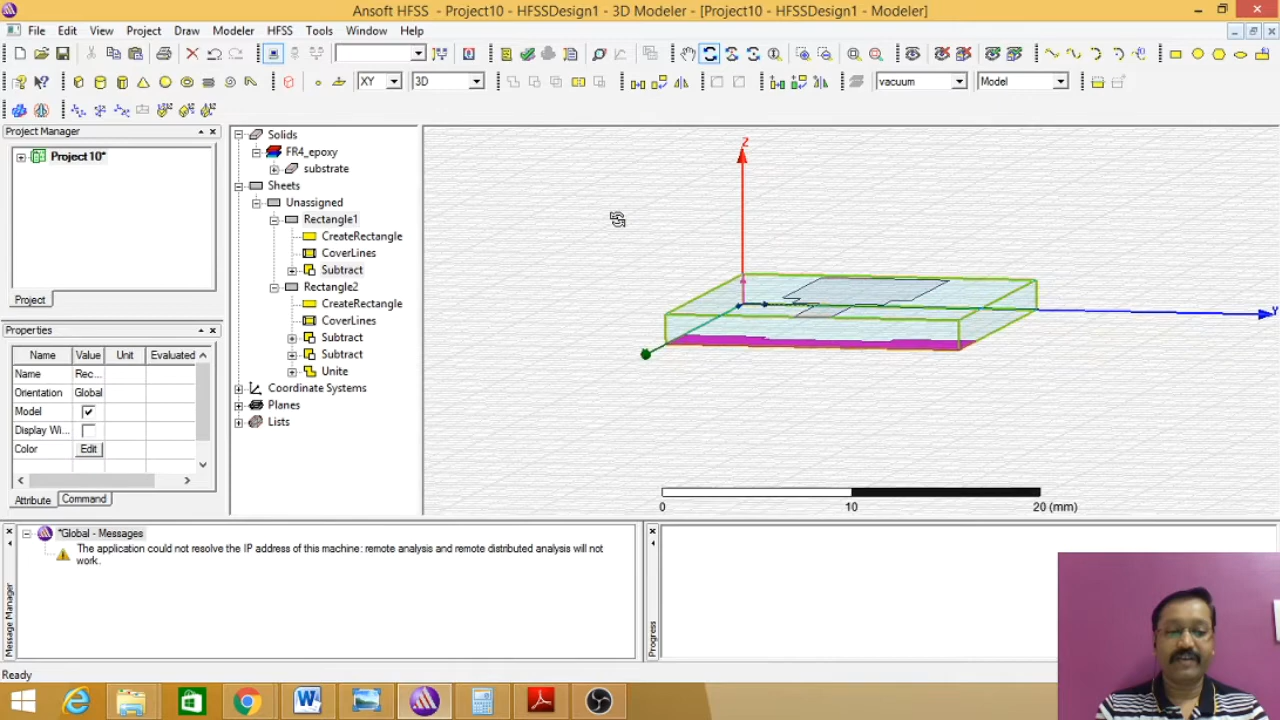 Ansoft HFSS - Project10 - HFSSDesign1 - 3D Modeler - [Project10 - HFSSDesign1 - Modeler]
File Edit View Project Draw Modeler HFSS Tools Window Help
XY 3D vacuum Model
Project Manager
Project10*
Project
Properties
Name Value Unit Evaluated
Name Rec...
Orientation Global
Model
Display Wi...
Color Edit
Attribute Command
Solids
FR4_epoxy
substrate
Sheets
Unassigned
Rectangle1
CreateRectangle
CoverLines
Subtract
Rectangle2
CreateRectangle
CoverLines
Subtract
Subtract
Unite
Coordinate Systems
Planes
Lists
Z
Y
0 10 20 (mm)
Message Manager
*Global - Messages
The application could not resolve the IP address of this machine: remote analysis and remote distributed analysis will not
work.
Progress
Ready